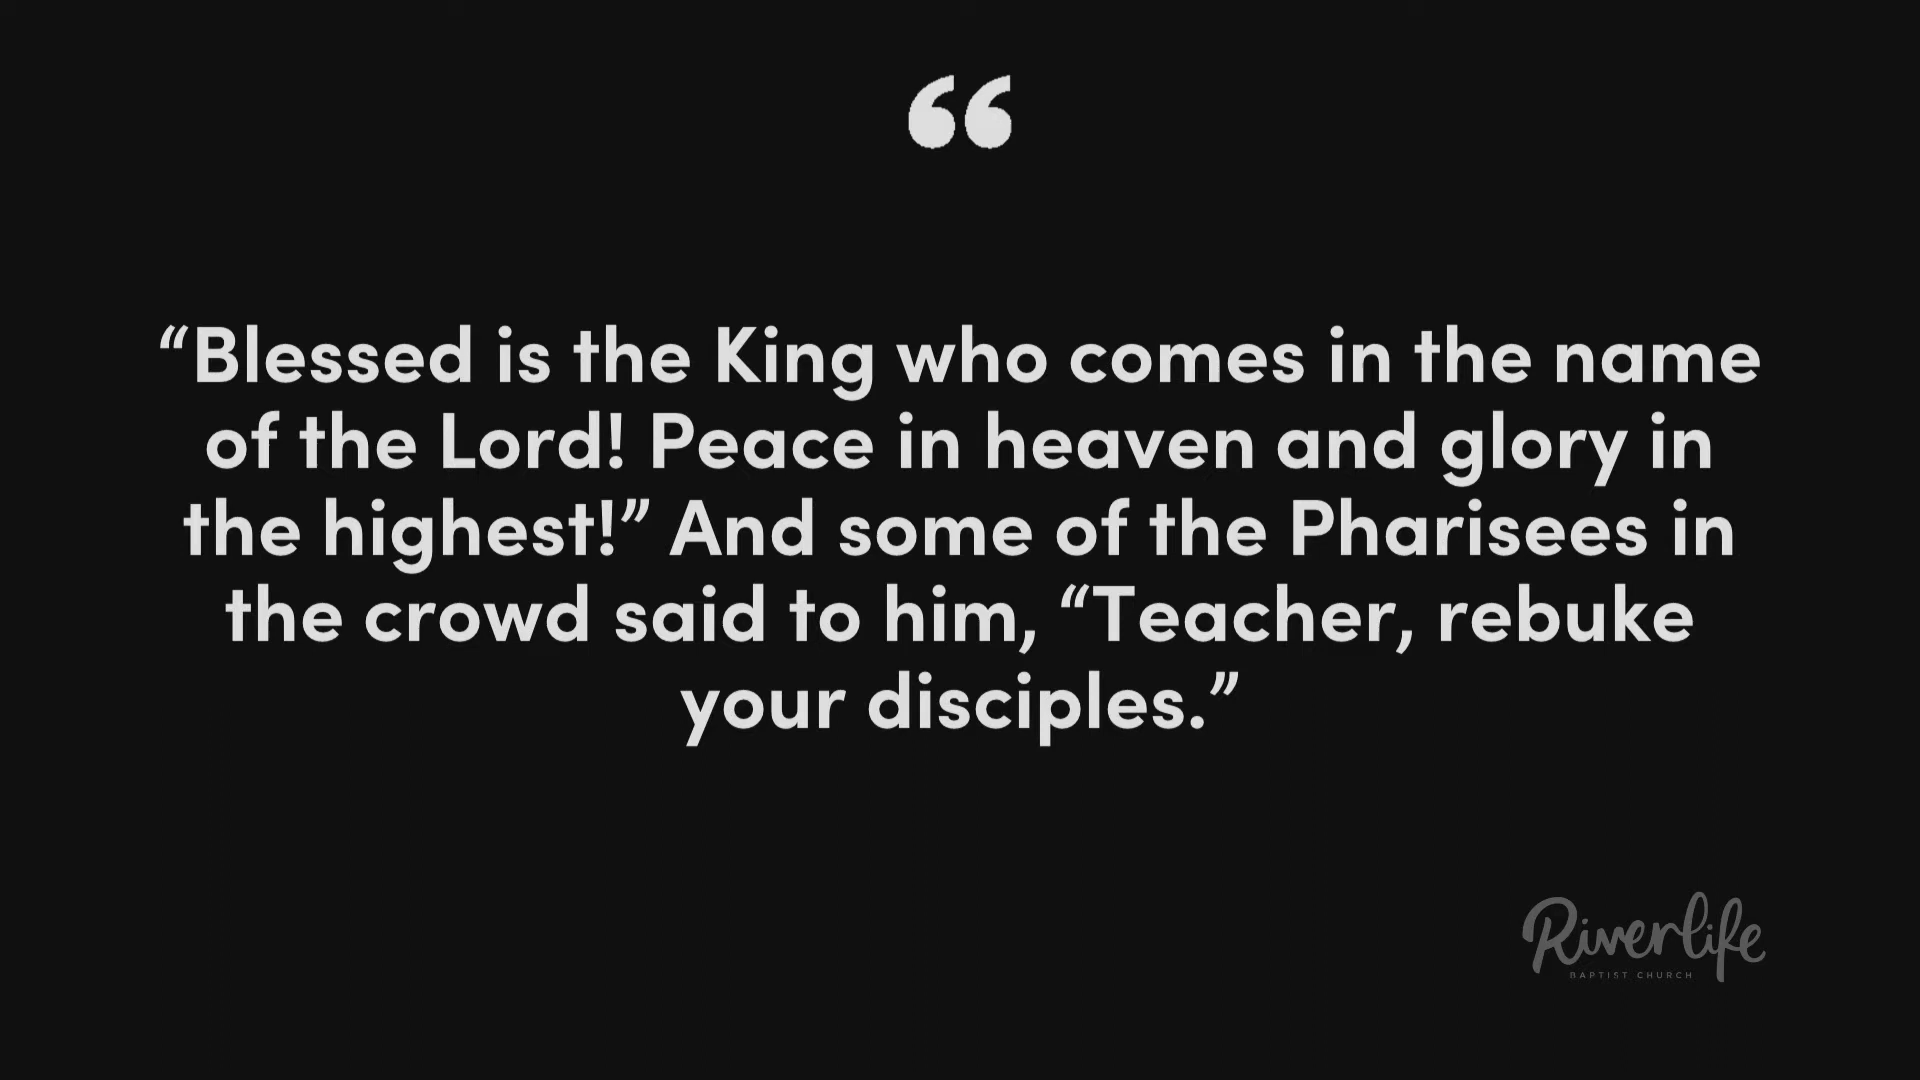 “
“Blessed is the King who comes in the name
of the Lord! Peace in heaven and glory in
the highest!” And some of the Pharisees in
the crowd said to him, “Teacher, rebuke
your disciples.”
Riverlife
BAPTIST CHURCH